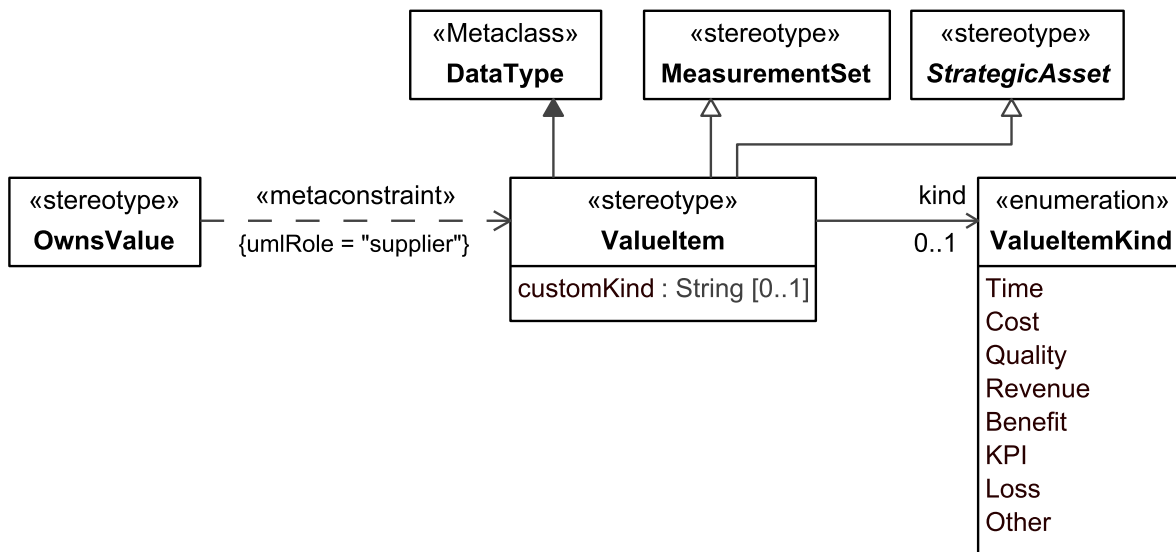 «Metaclass»
DataType
«stereotype»
MeasurementSet
«stereotype»
StrategicAsset
«stereotype»
OwnsValue
«metaconstraint»
{umlRole = "supplier"}
«stereotype»
ValueItem
customKind : String [0..1]
kind
0..1
«enumeration»
ValueItemKind
Time
Cost
Quality
Revenue
Benefit
KPI
Loss
Other